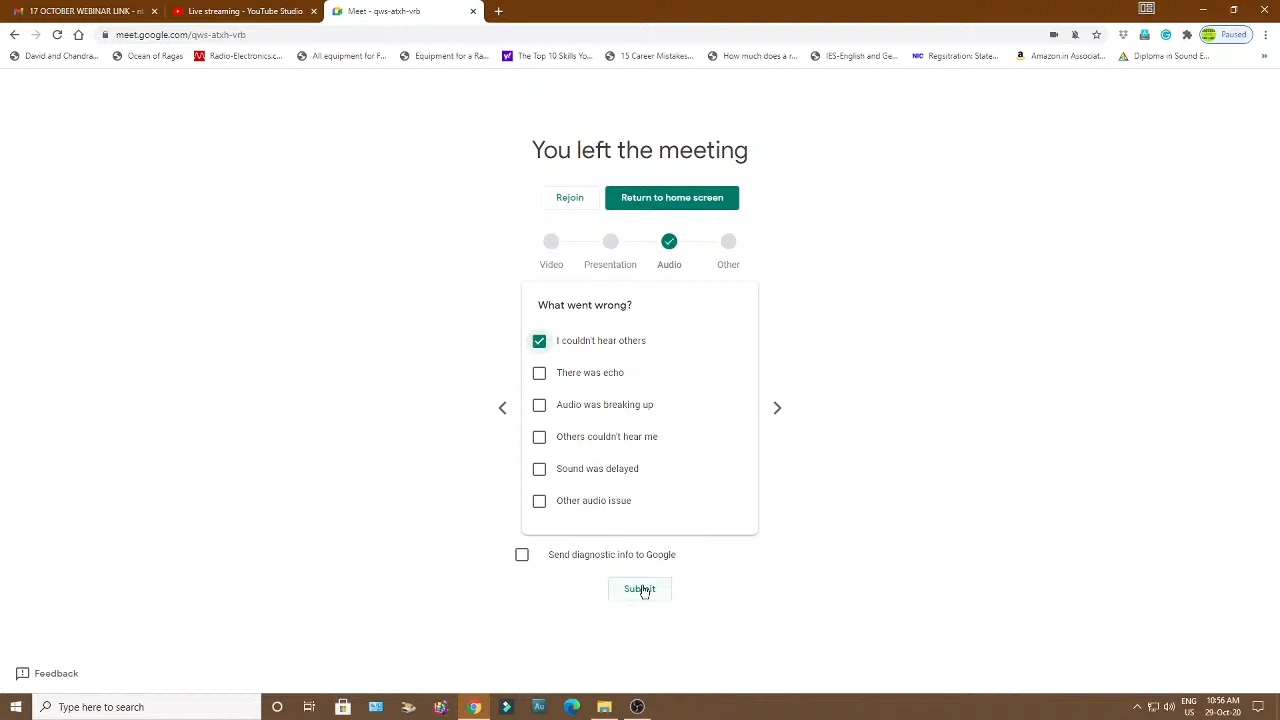 17 OCTOBER WEBINAR LINK - nt
Live streaming - YouTube Studio
Meet - qws-atxh-vrb
meet.google.com/qws-atxh-vrb
Paused
David and Chandra...
Ocean of Ragas
Radio-Electronics.c...
All equipment for F...
Equipment for a Ra...
The Top 10 Skills Yo...
15 Career Mistakes...
How much does a r...
IES-English and Ge...
NIC Regsitration: State...
Amazon.in Associat...
Diploma in Sound E...
You left the meeting
Rejoin
Return to home screen
Video Presentation Audio Other
What went wrong?
I couldn't hear others
There was echo
Audio was breaking up
Others couldn't hear me
Sound was delayed
Other audio issue
Send diagnostic info to Google
Submit
Feedback
Type here to search
Au
ENG
US
10:56 AM
29-Oct-20